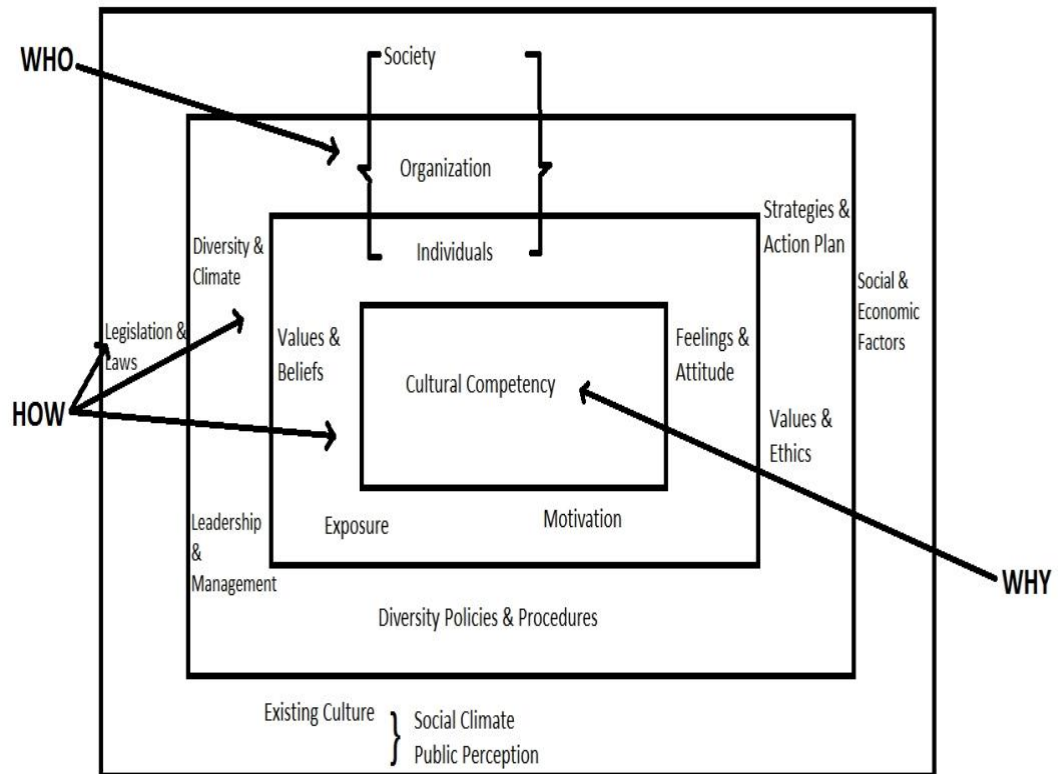 WHO
Society
Organization
Individuals
Strategies &
Action Plan
Diversity &
Climate
Social &
Economic
Factors
Legislation &
Laws
Values &
Beliefs
Feelings &
Attitude
Cultural Competency
HOW
Values &
Ethics
Leadership
&
Management
Exposure
Motivation
WHY
Diversity Policies & Procedures
Existing Culture } Social Climate
Public Perception